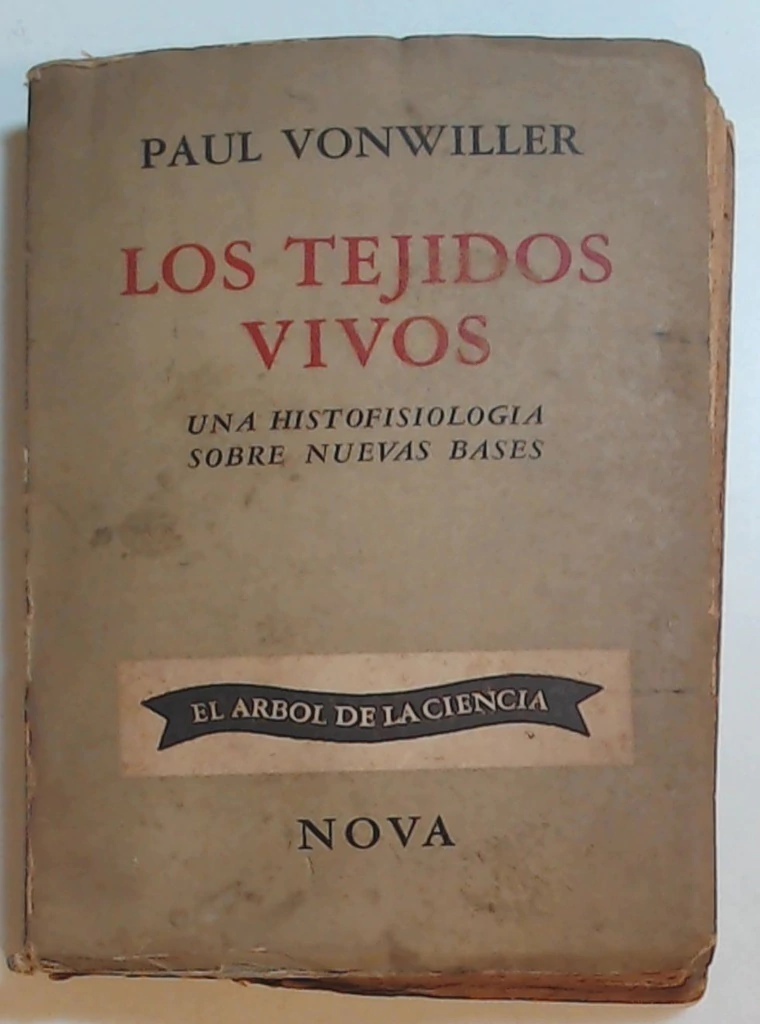 PAUL VONWILLER
LOS TEJIDOS
VIVOS
UNA HISTOFISIOLOGIA
SOBRE NUEVAS BASES
EL ARBOL DE LA CIENCIA
NOVA